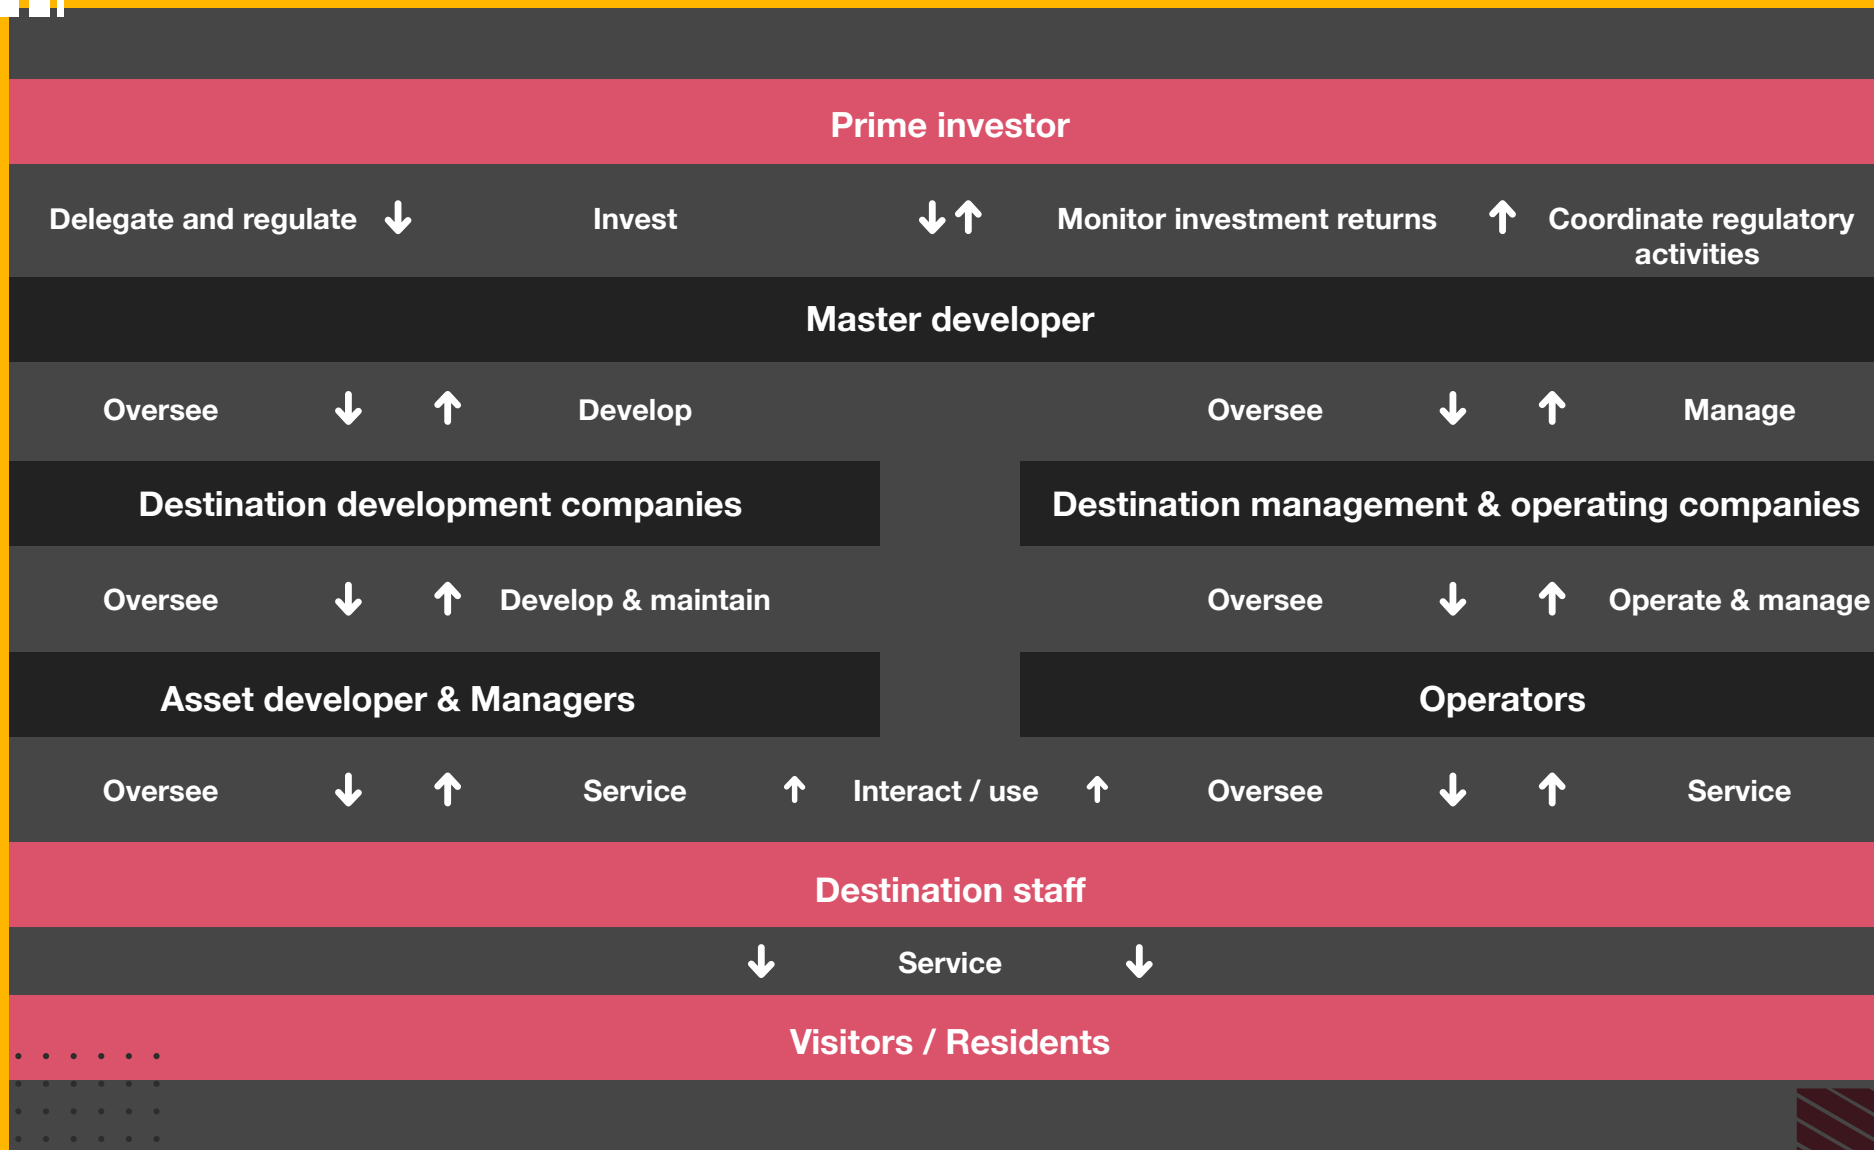 Prime investor
Delegate and regulate ↓ Invest ↓↑ Monitor investment returns ↑ Coordinate regulatory
activities
Master developer
Oversee ↓ ↑ Develop Oversee ↓ ↑ Manage
Destination development companies Destination management & operating companies
Oversee ↓ ↑ Develop & maintain Oversee ↓ ↑ Operate & manage
Asset developer & Managers Operators
Oversee ↓ ↑ Service ↑ Interact / use ↑ Oversee ↓ ↑ Service
Destination staff
↓ Service ↓
Visitors / Residents